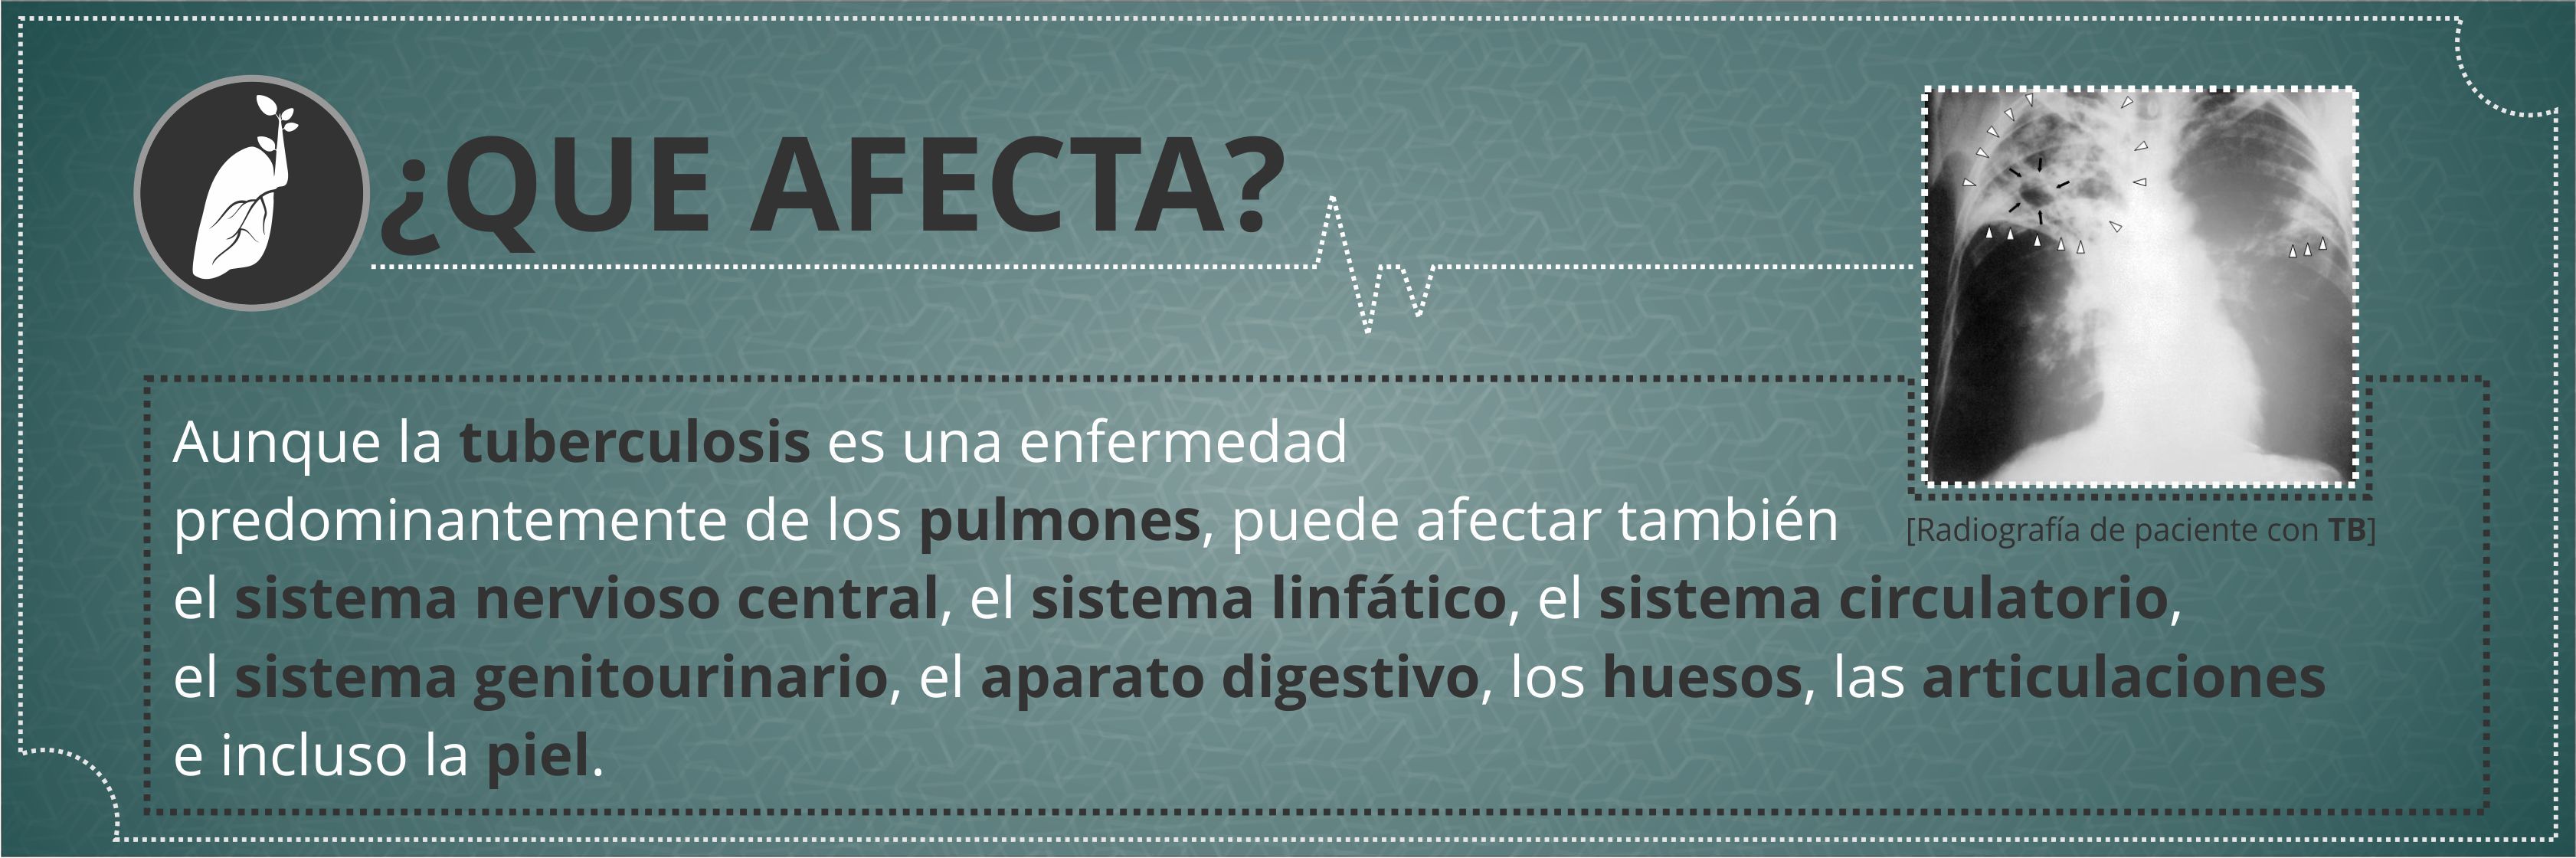 ¿QUE AFECTA?
Aunque la tuberculosis es una enfermedad
predominantemente de los pulmones, puede afectar también
[Radiografía de paciente con TB]
el sistema nervioso central, el sistema linfático, el sistema circulatorio,
el sistema genitourinario, el aparato digestivo, los huesos, las articulaciones
e incluso la piel.